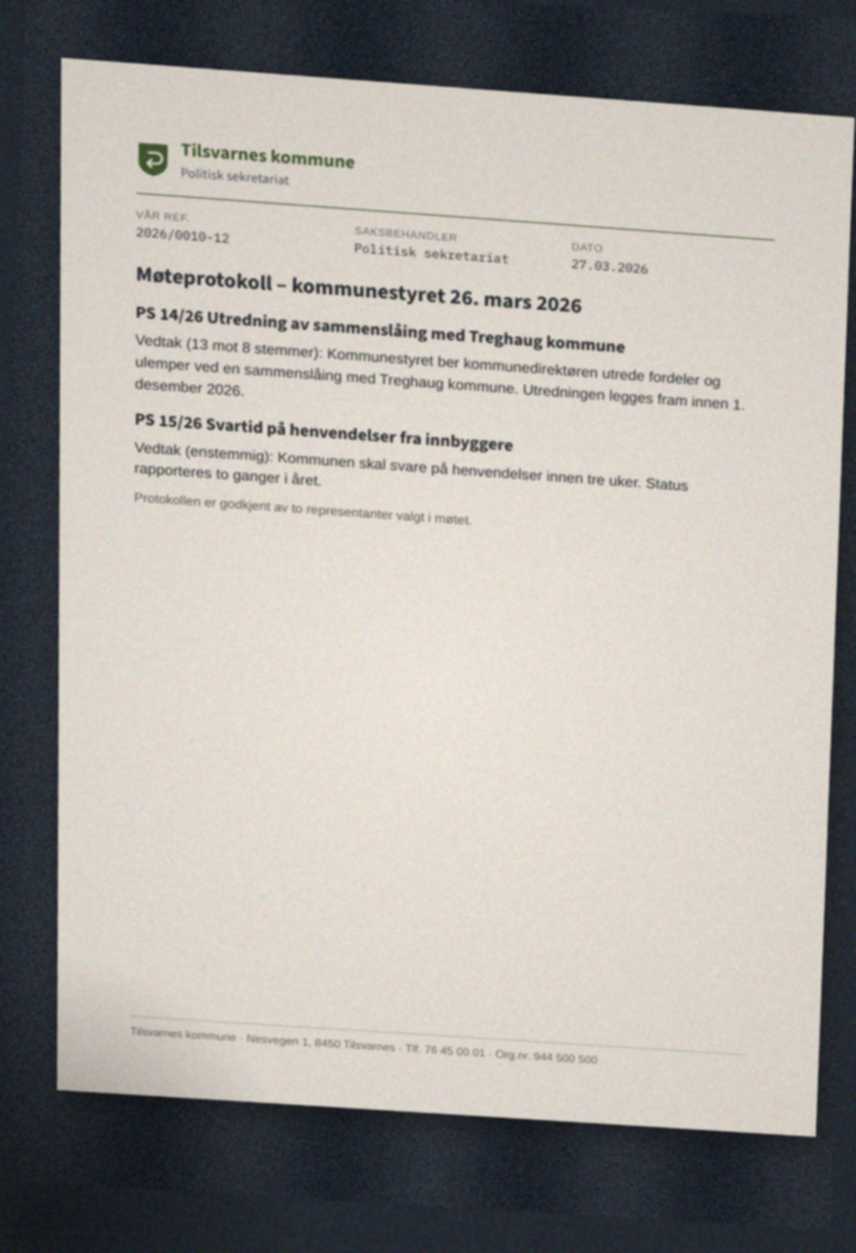 Tilsvarnes kommune
Politisk sekretariat
VÅR REF.
2026/0010-12
SAKSBEHANDLER
Politisk sekretariat
DATO
27.03.2026
Møteprotokoll – kommunestyret 26. mars 2026
PS 14/26 Utredning av sammenslåing med Treghaug kommune
Vedtak (13 mot 8 stemmer): Kommunestyret ber kommunedirektøren utrede fordeler og
ulemper ved en sammenslåing med Treghaug kommune. Utredningen legges fram innen 1.
desember 2026.
PS 15/26 Svartid på henvendelser fra innbyggere
Vedtak (enstemmig): Kommunen skal svare på henvendelser innen tre uker. Status
rapporteres to ganger i året.
Protokollen er godkjent av to representanter valgt i møtet.
Tilsvarnes kommune · Nesvegen 1, 8450 Tilsvarnes · Tlf. 76 45 00 01 · Org.nr. 944 500 500